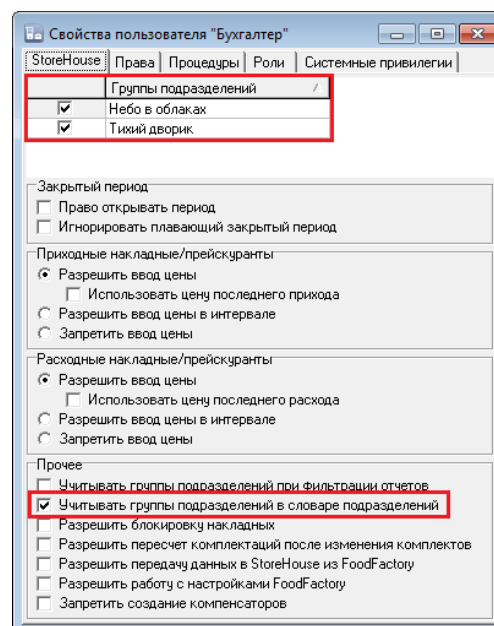 Свойства пользователя "Бухгалтер"
StoreHouse Права Процедуры Роли Системные привилегии
Группы подразделений /
Небо в облаках
Тихий дворик
Закрытый период
Право открывать период
Игнорировать плавающий закрытый период
Приходные накладные/прейскуранты
Разрешить ввод цены
Использовать цену последнего прихода
Разрешить ввод цены в интервале
Запретить ввод цены
Расходные накладные/прейскуранты
Разрешить ввод цены
Использовать цену последнего расхода
Разрешить ввод цены в интервале
Запретить ввод цены
Прочее
Учитывать группы подразделений при фильтрации отчетов
Учитывать группы подразделений в словаре подразделений
Разрешить блокировку накладных
Разрешить пересчет комплектаций после изменения комплектов
Разрешить передачу данных в StoreHouse из FoodFactory
Разрешить работу с настройками FoodFactory
Запретить создание компенсаторов